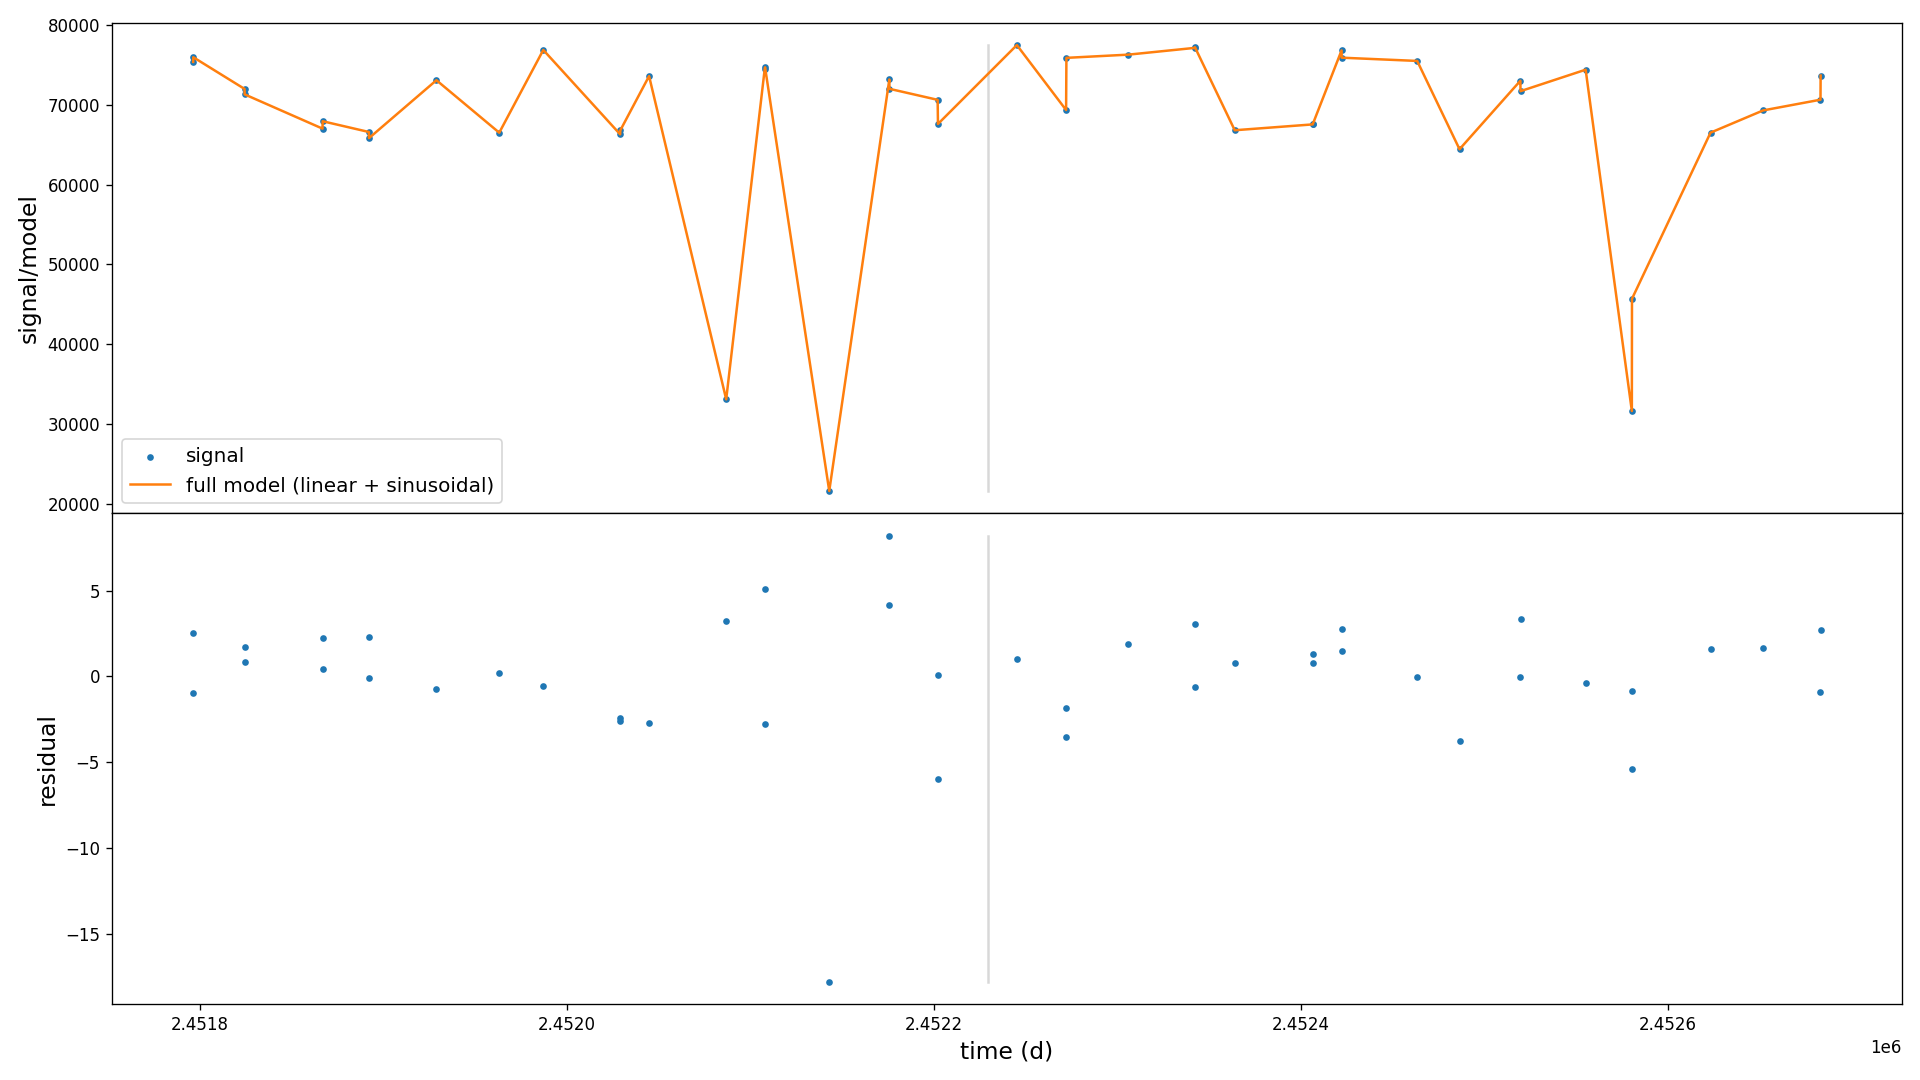 80000
70000
60000
50000
40000
30000
20000
signal/model
signal
full model (linear + sinusoidal)
5
0
−5
−10
−15
residual
2.4518
2.4520
2.4522
2.4524
2.4526
1e6
time (d)